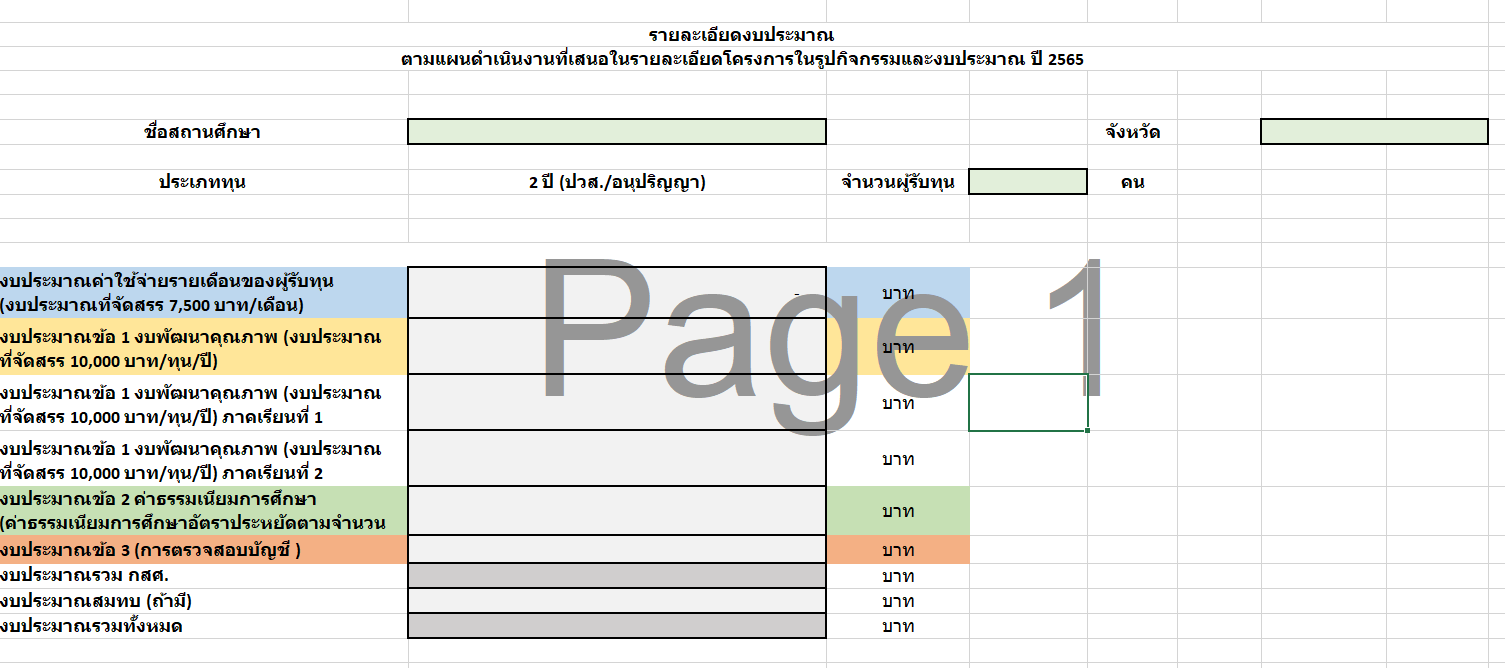 รายละเอียดงบประมาณ
ตามแผนดำเนินงานที่เสนอในรายละเอียดโครงการในรูปกิจกรรมและงบประมาณ ปี 2565
ชื่อสถานศึกษา จังหวัด
ประเภททุน 2 ปี (ปวส./อนุปริญญา) จำนวนผู้รับทุน คน
งบประมาณค่าใช้จ่ายรายเดือนของผู้รับทุน
(งบประมาณที่จัดสรร 7,500 บาท/เดือน) - บาท
Page 1
งบประมาณข้อ 1 งบพัฒนาคุณภาพ (งบประมาณ
ที่จัดสรร 10,000 บาท/ทุน/ปี) บาท
งบประมาณข้อ 1 งบพัฒนาคุณภาพ (งบประมาณ
ที่จัดสรร 10,000 บาท/ทุน/ปี) ภาคเรียนที่ 1 บาท
งบประมาณข้อ 1 งบพัฒนาคุณภาพ (งบประมาณ
ที่จัดสรร 10,000 บาท/ทุน/ปี) ภาคเรียนที่ 2 บาท
งบประมาณข้อ 2 ค่าธรรมเนียมการศึกษา
(ค่าธรรมเนียมการศึกษาอัตราประหยัดตามจำนวน บาท
งบประมาณข้อ 3 (การตรวจสอบบัญชี ) บาท
งบประมาณรวม กสศ. บาท
งบประมาณสมทบ (ถ้ามี) บาท
งบประมาณรวมทั้งหมด บาท